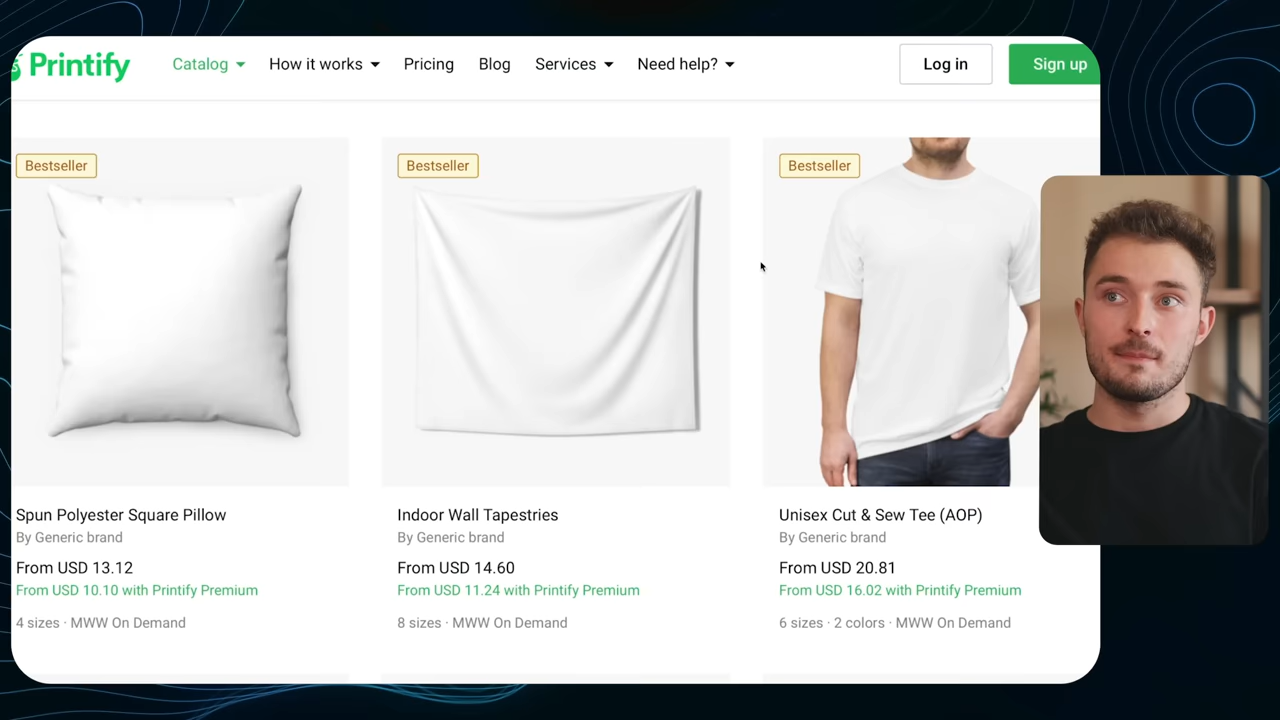 Printify
Catalog
How it works
Pricing
Blog
Services
Need help?
Log in
Sign up
Bestseller
Bestseller
Bestseller
Spun Polyester Square Pillow
By Generic brand
From USD 13.12
From USD 10.10 with Printify Premium
4 sizes · MWW On Demand
Indoor Wall Tapestries
By Generic brand
From USD 14.60
From USD 11.24 with Printify Premium
8 sizes · MWW On Demand
Unisex Cut & Sew Tee (AOP)
By Generic brand
From USD 20.81
From USD 16.02 with Printify Premium
6 sizes · 2 colors · MWW On Demand